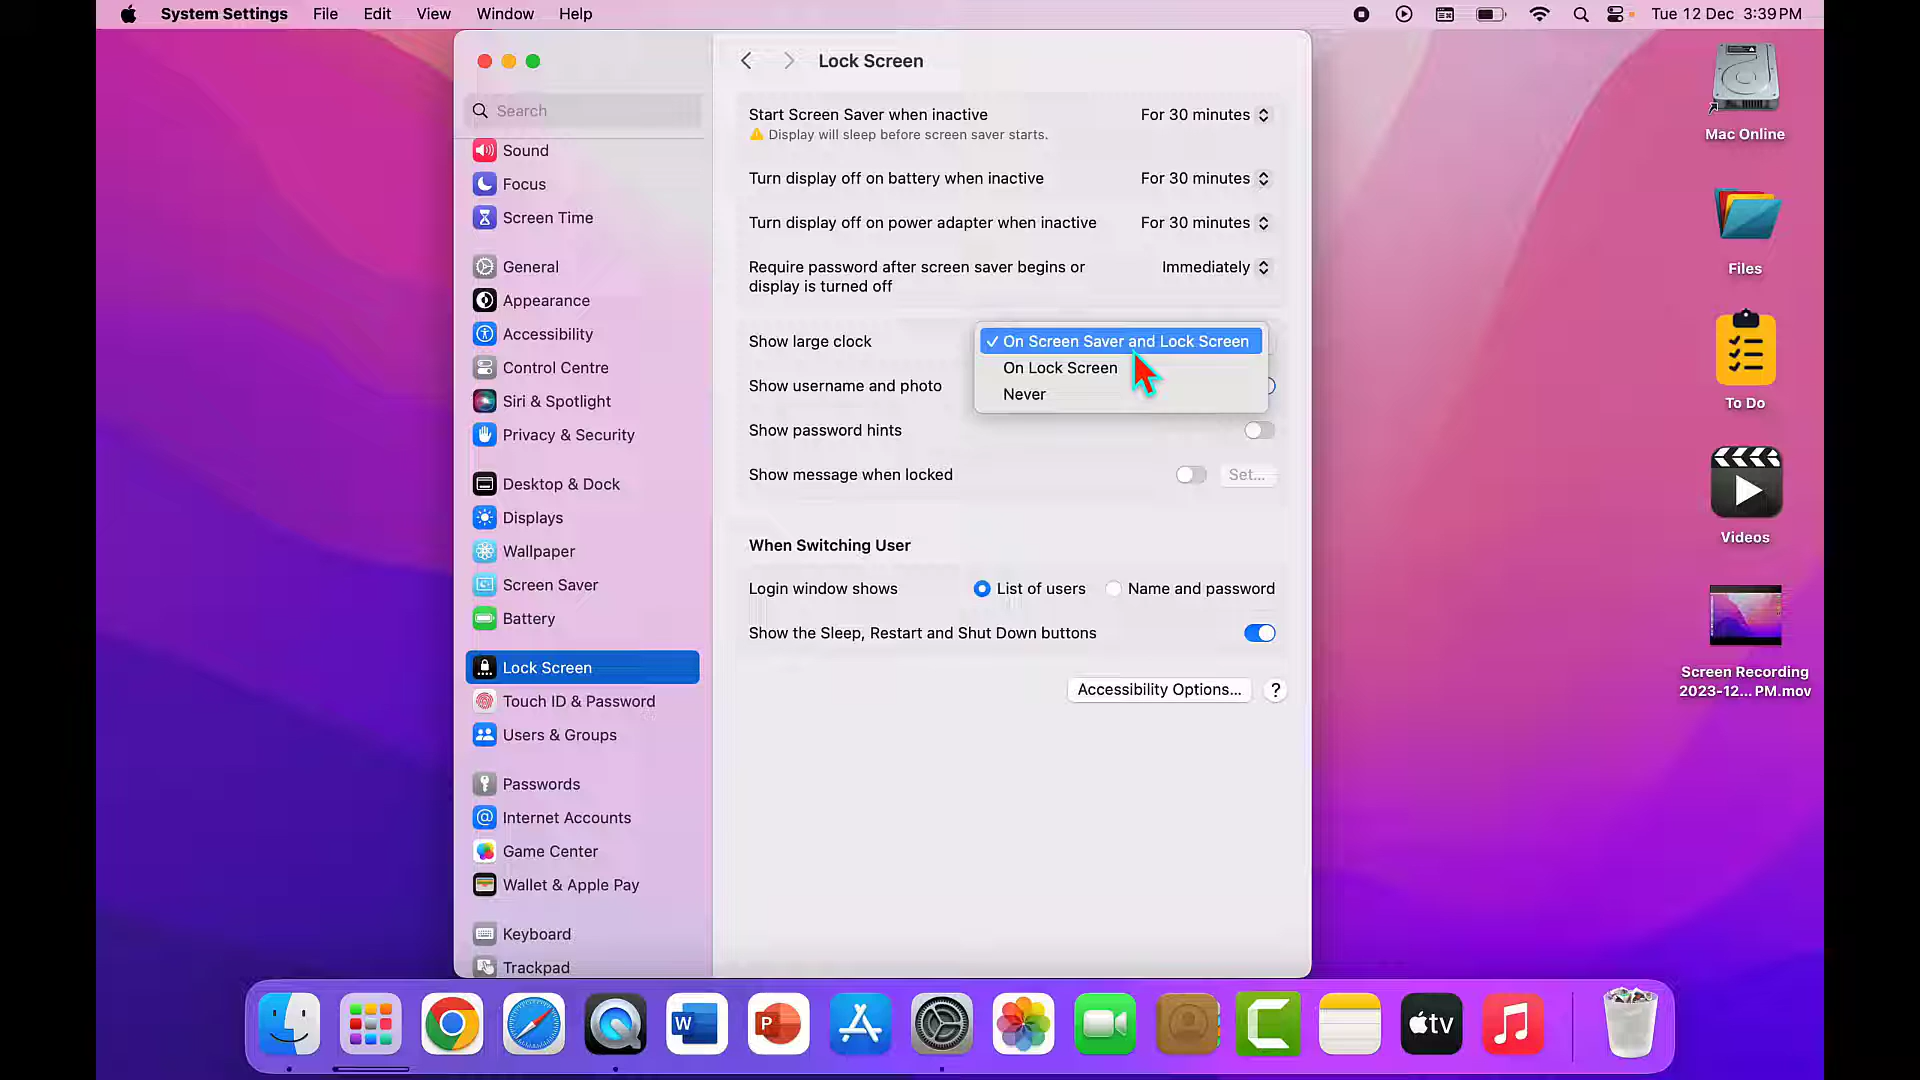 System Settings File Edit View Window Help
Tue 12 Dec 3:39 PM
Lock Screen
Search
Sound
Focus
Screen Time
General
Appearance
Accessibility
Control Centre
Siri & Spotlight
Privacy & Security
Desktop & Dock
Displays
Wallpaper
Screen Saver
Battery
Lock Screen
Touch ID & Password
Users & Groups
Passwords
Internet Accounts
Game Center
Wallet & Apple Pay
Keyboard
Trackpad
Start Screen Saver when inactive For 30 minutes
Display will sleep before screen saver starts.
Turn display off on battery when inactive For 30 minutes
Turn display off on power adapter when inactive For 30 minutes
Require password after screen saver begins or
display is turned off
Immediately
Show large clock
✓ On Screen Saver and Lock Screen
On Lock Screen
Never
Show username and photo
Show password hints
Show message when locked Set...
When Switching User
Login window shows List of users Name and password
Show the Sleep, Restart and Shut Down buttons
Accessibility Options... ?
Mac Online
Files
To Do
Videos
Screen Recording
2023-12... PM.mov
W
P
tv